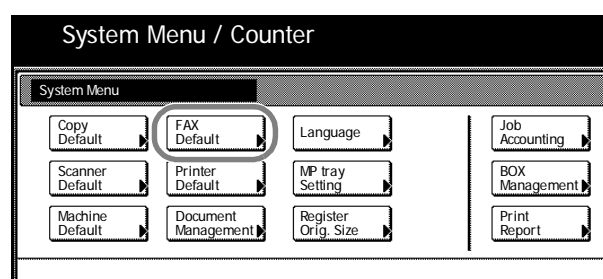 System Menu / Counter
System Menu
Copy
Default
FAX
Default
Language
Job
Accounting
Scanner
Default
Printer
Default
MP tray
Setting
BOX
Management
Machine
Default
Document
Management
Register
Orig. Size
Print
Report